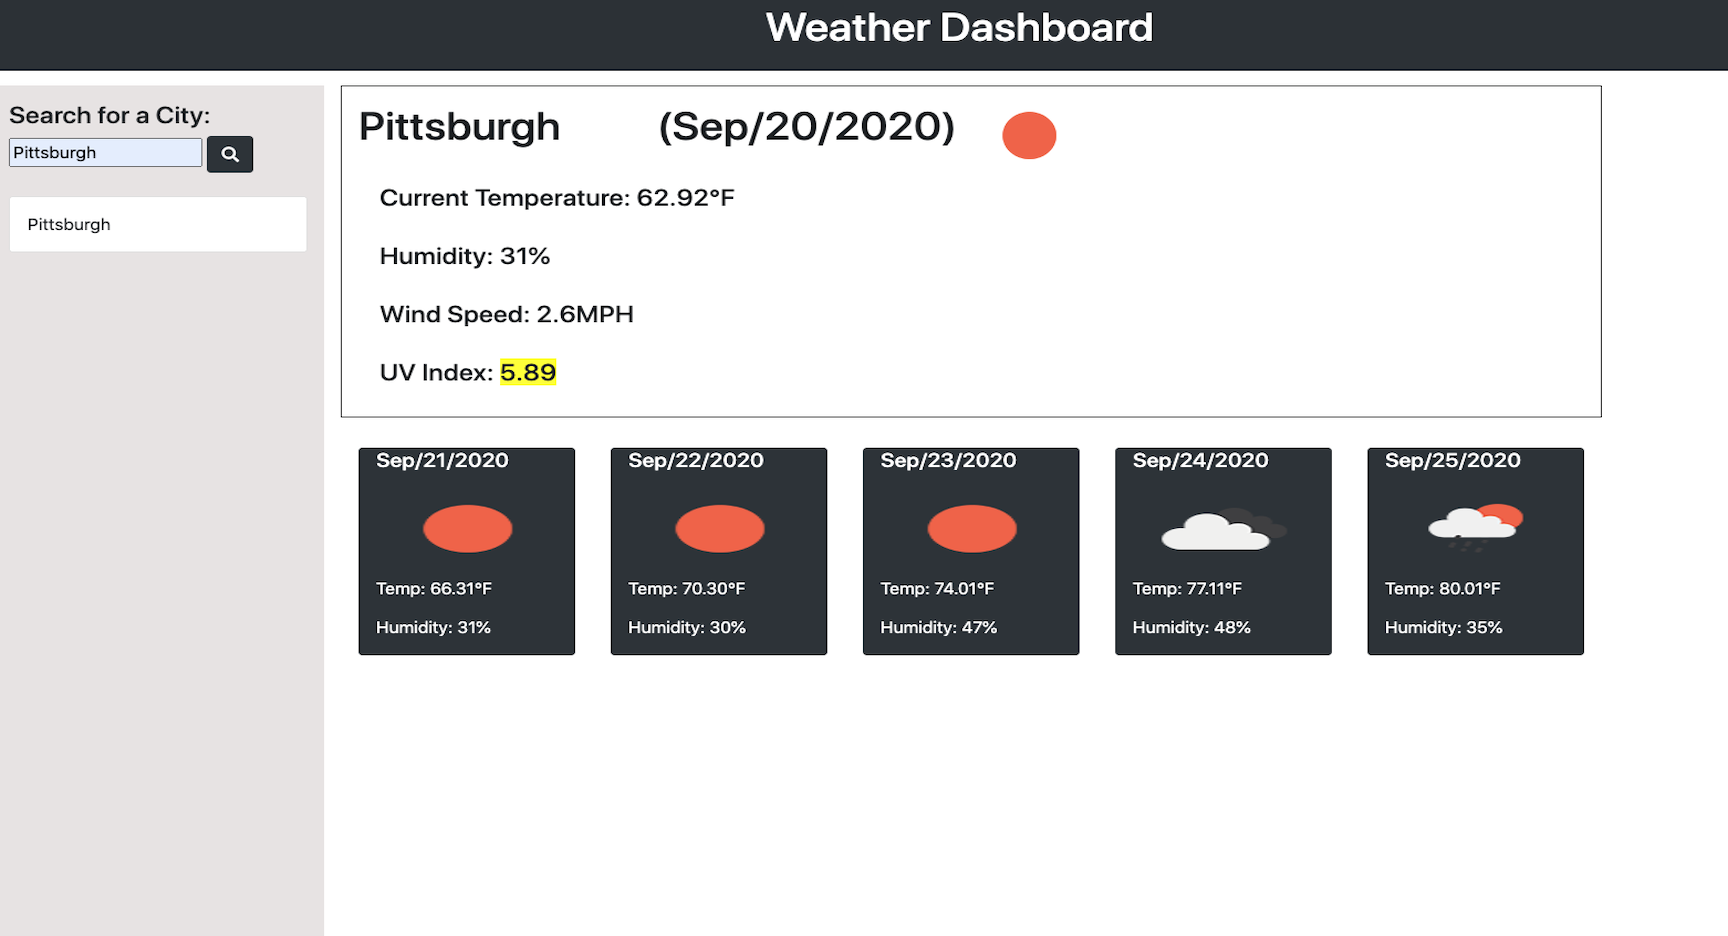 Weather Dashboard
Search for a City:
Pittsburgh
Pittsburgh
Pittsburgh (Sep/20/2020)
Current Temperature: 62.92°F
Humidity: 31%
Wind Speed: 2.6MPH
UV Index: 5.89
Sep/21/2020
Temp: 66.31°F
Humidity: 31%
Sep/22/2020
Temp: 70.30°F
Humidity: 30%
Sep/23/2020
Temp: 74.01°F
Humidity: 47%
Sep/24/2020
Temp: 77.11°F
Humidity: 48%
Sep/25/2020
Temp: 80.01°F
Humidity: 35%